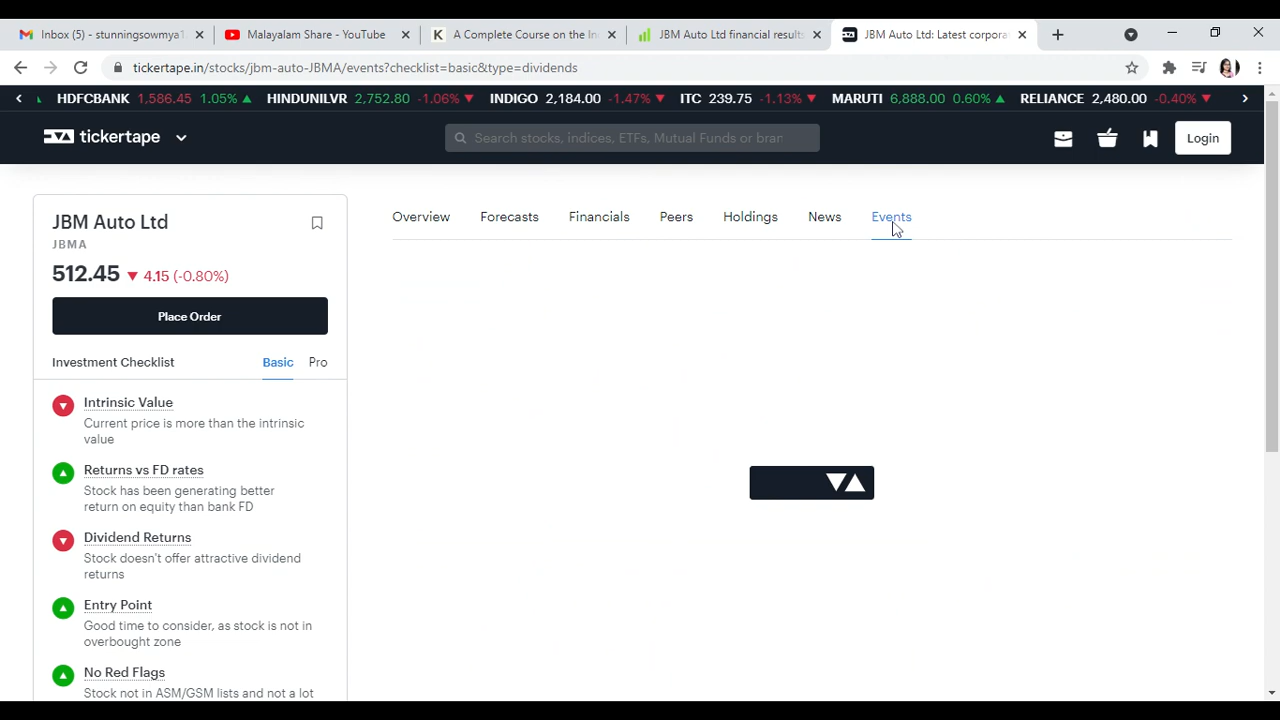 Inbox (5) - stunningsowmya1
Malayalam Share - YouTube
K A Complete Course on the In
JBM Auto Ltd financial results
JBM Auto Ltd: Latest corpora
tickertape.in/stocks/jbm-auto-JBMA/events?checklist=basic&type=dividends
HDFCBANK 1,586.45 1.05% HINDUNILVR 2,752.80 -1.06% INDIGO 2,184.00 -1.47% ITC 239.75 -1.13% MARUTI 6,888.00 0.60% RELIANCE 2,480.00 -0.40%
tickertape
Search stocks, indices, ETFs, Mutual Funds or bran
Login
JBM Auto Ltd
JBMA
512.45 4.15 (-0.80%)
Place Order
Investment Checklist Basic Pro
Intrinsic Value
Current price is more than the intrinsic
value
Returns vs FD rates
Stock has been generating better
return on equity than bank FD
Dividend Returns
Stock doesn't offer attractive dividend
returns
Entry Point
Good time to consider, as stock is not in
overbought zone
No Red Flags
Stock not in ASM/GSM lists and not a lot
Overview Forecasts Financials Peers Holdings News Events